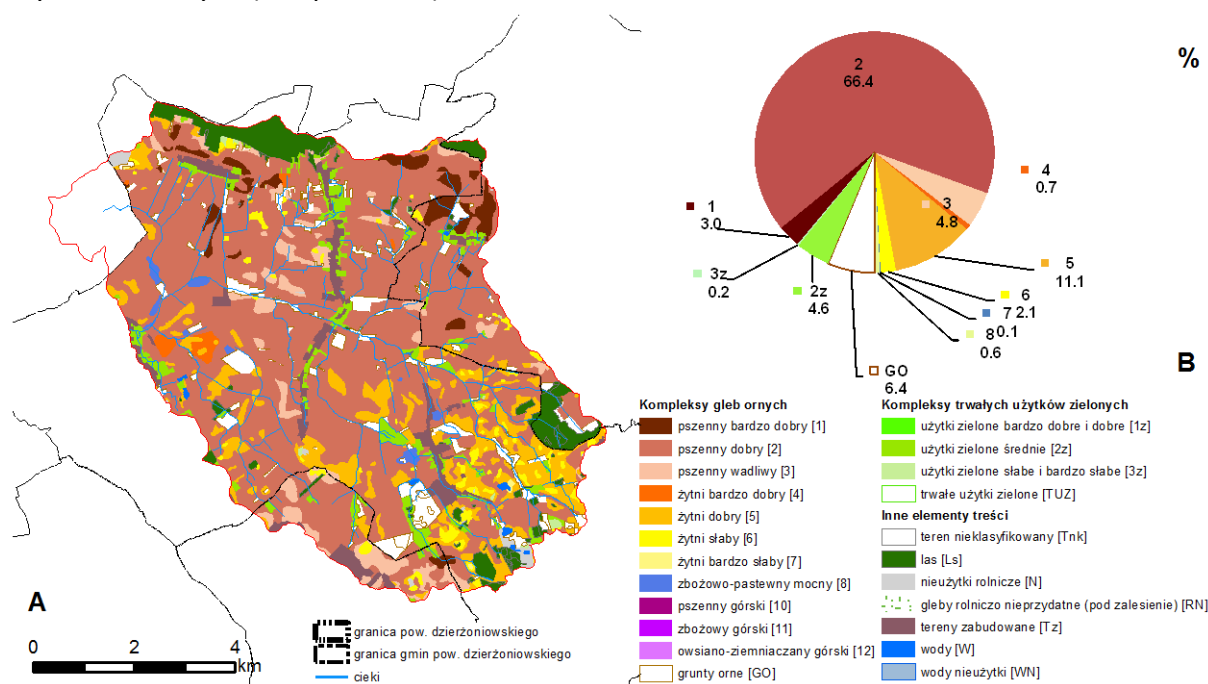 %
2
66.4
4
0.7
3
4.8
1
3.0
5
11.1
3z
0.2
2z
4.6
6
2.1
7
0.1
8
0.6
GO
6.4
B
A
0 2 4
km
granica pow. dzierżoniowskiego
granica gmin pow. dzierżoniowskiego
cieki
Kompleksy gleb ornych
pszenny bardzo dobry [1]
pszenny dobry [2]
pszenny wadliwy [3]
żytni bardzo dobry [4]
żytni dobry [5]
żytni słaby [6]
żytni bardzo słaby [7]
zbożowo-pastewny mocny [8]
pszenny górski [10]
zbożowy górski [11]
owsiano-ziemniaczany górski [12]
grunty orne [GO]
Kompleksy trwałych użytków zielonych
użytki zielone bardzo dobre i dobre [1z]
użytki zielone średnie [2z]
użytki zielone słabe i bardzo słabe [3z]
trwałe użytki zielone [TUZ]
Inne elementy treści
teren nieklasyfikowany [Tnk]
las [Ls]
nieużytki rolnicze [N]
gleby rolniczo nieprzydatne (pod zalesienie) [RN]
tereny zabudowane [Tz]
wody [W]
wody nieużytki [WN]